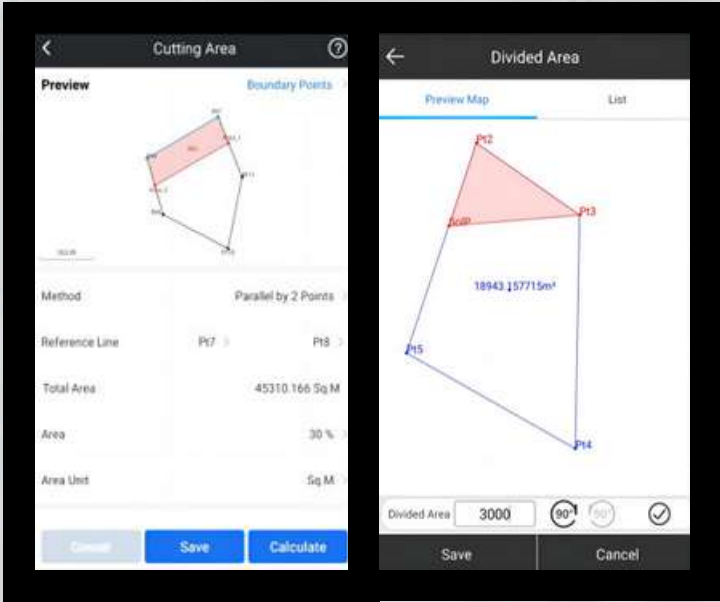 Cutting Area
Preview
Boundary Points
Method
Parallel by 2 Points
Reference Line
Pt7
Pt8
Total Area
45310.166 Sq.M
Area
30 %
Area Unit
Sq.M
Cancel
Save
Calculate
Divided Area
Preview Map
List
Pt2
Pt3
18943.157715m²
Pt5
Pt4
Divided Area
3000
90°
90°
Save
Cancel